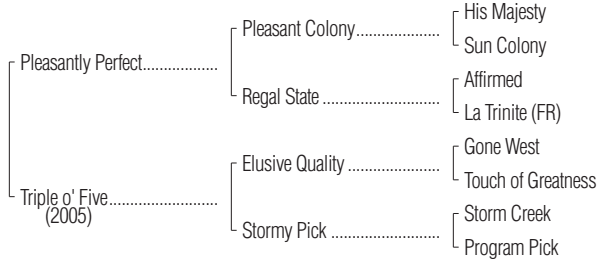 His Majesty
Pleasant Colony....................
Sun Colony
Pleasantly Perfect..................
Affirmed
Regal State ............................
La Trinite (FR)
Gone West
Elusive Quality ......................
Touch of Greatness
Triple o' Five..........................
(2005)
Storm Creek
Stormy Pick ..........................
Program Pick